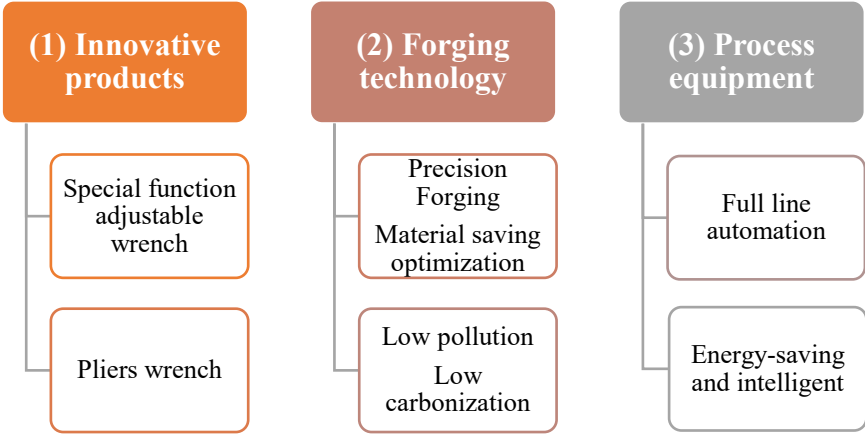 (1) Innovative
products
Special function
adjustable
wrench
Pliers wrench
(2) Forging
technology
Precision
Forging
Material saving
optimization
Low pollution
Low
carbonization
(3) Process
equipment
Full line
automation
Energy-saving
and intelligent